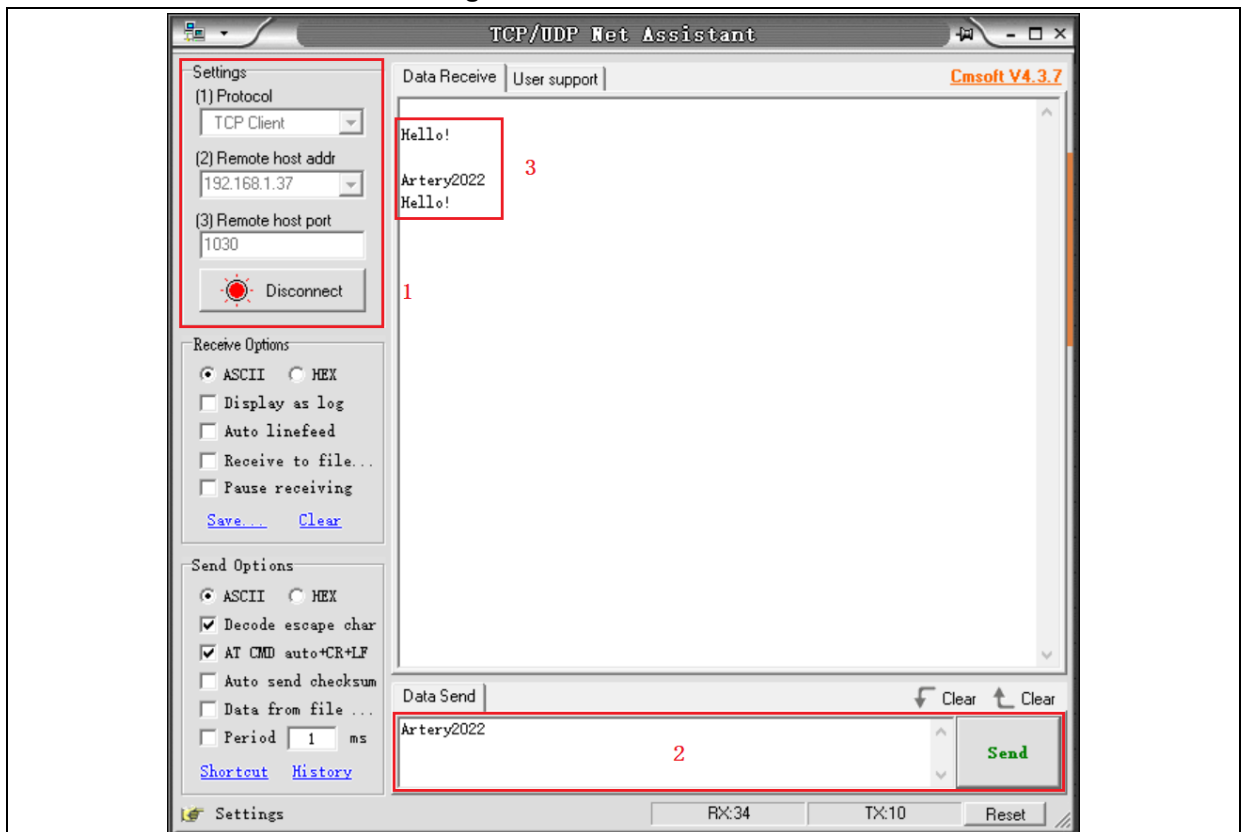 TCP/UDP Net Assistant
Settings
(1) Protocol
TCP Client
(2) Remote host addr
192.168.1.37
(3) Remote host port
1030
Disconnect
1
Receive Options
ASCII HEX
Display as log
Auto linefeed
Receive to file...
Pause receiving
Save... Clear
Send Options
ASCII HEX
Decode escape char
AT CMD auto+CR+LF
Auto send checksum
Data from file ...
Period 1 ms
Shortcut History
Data Receive User support Cmsoft V4.3.7
Hello!
Artery2022
Hello!
3
Data Send Clear Clear
Artery2022
2
Send
Settings RX:34 TX:10 Reset